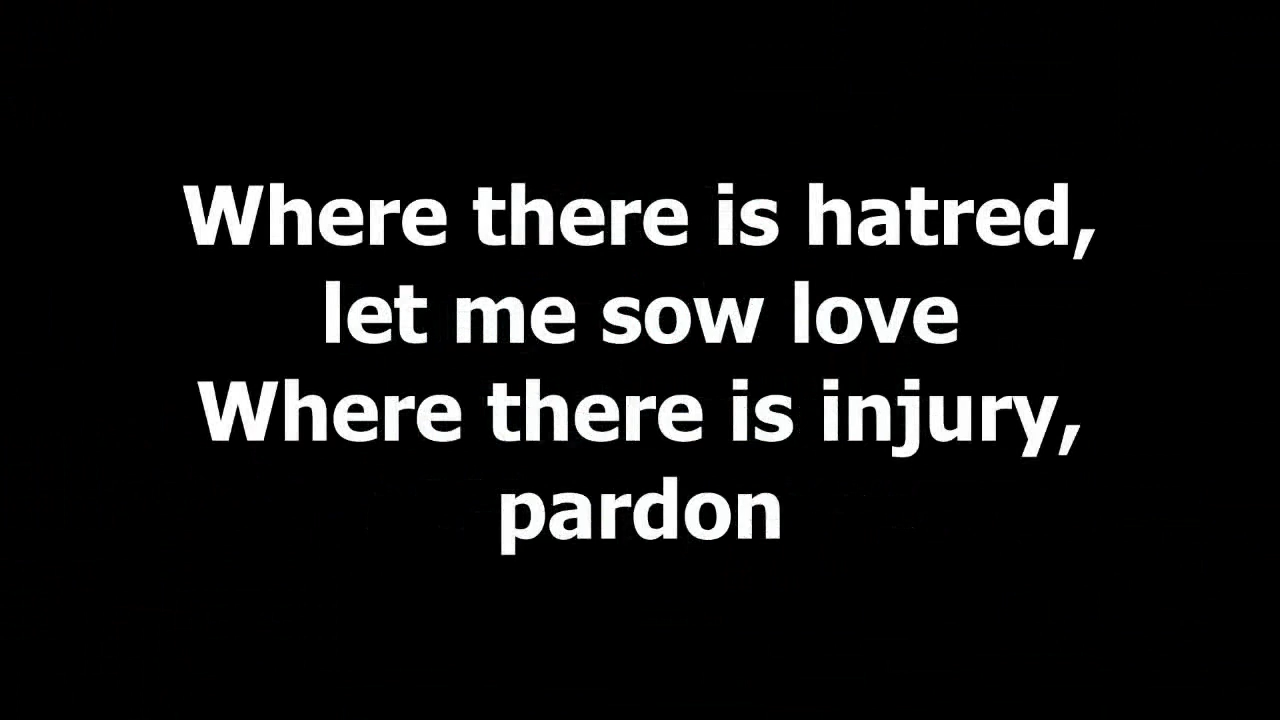 Where there is hatred,
let me sow love
Where there is injury,
pardon